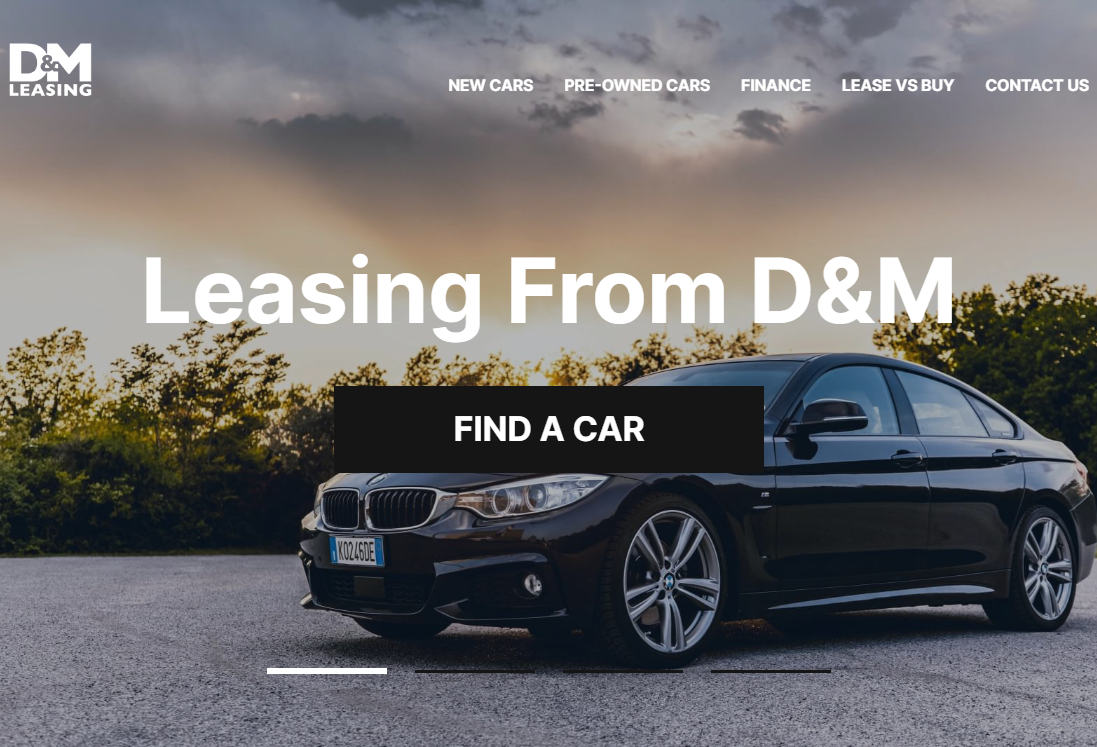 D&M
LEASING
NEW CARS
PRE-OWNED CARS
FINANCE
LEASE VS BUY
CONTACT US
Leasing From D&M
FIND A CAR
KO246DE